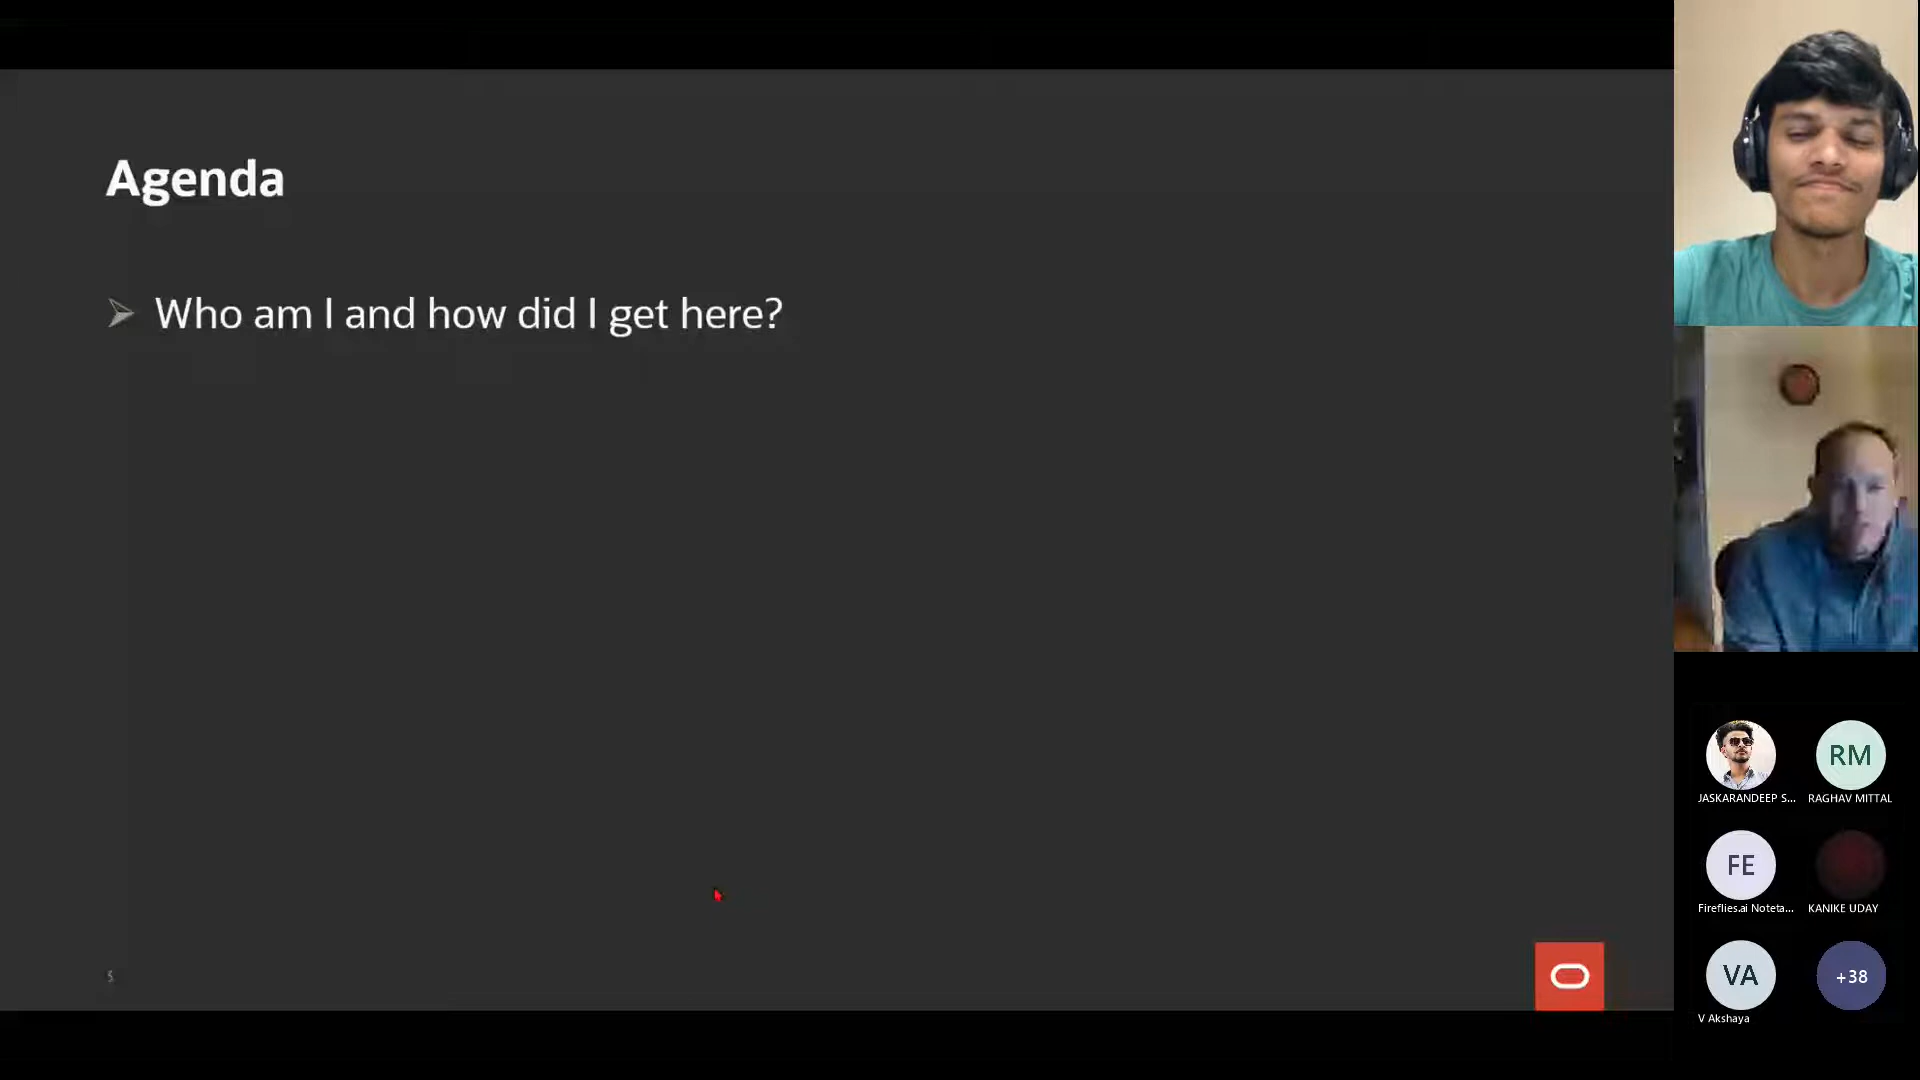 Agenda
Who am I and how did I get here?
5
JASKARANDEEP S...
RM
RAGHAV MITTAL
FE
Fireflies.ai Noteta...
KANIKE UDAY
VA
V Akshaya
+38